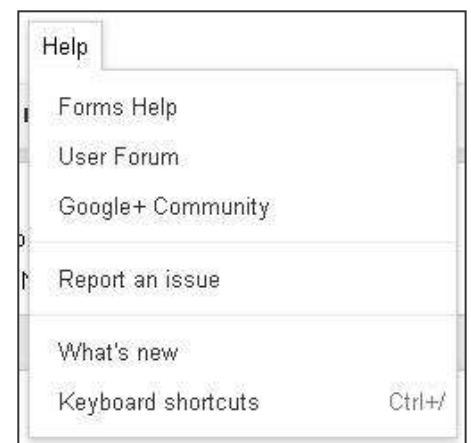 Help
Forms Help
User Forum
Google+ Community
Report an issue
What's new
Keyboard shortcuts Ctrl+/